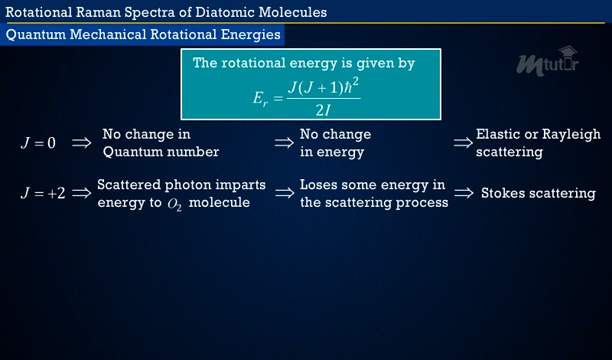 Rotational Raman Spectra of Diatomic Molecules
Quantum Mechanical Rotational Energies
mtutor
The rotational energy is given by
E_r = J(J + 1)ħ² / 2I
J = 0 ⇒ No change in Quantum number ⇒ No change in energy ⇒ Elastic or Rayleigh scattering
J = +2 ⇒ Scattered photon imparts energy to O₂ molecule ⇒ Loses some energy in the scattering process ⇒ Stokes scattering